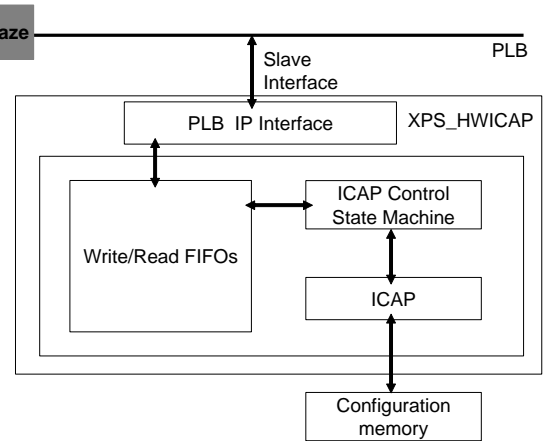 aze
PLB
Slave
Interface
PLB IP Interface
XPS_HWICAP
ICAP Control
State Machine
Write/Read FIFOs
ICAP
Configuration
memory